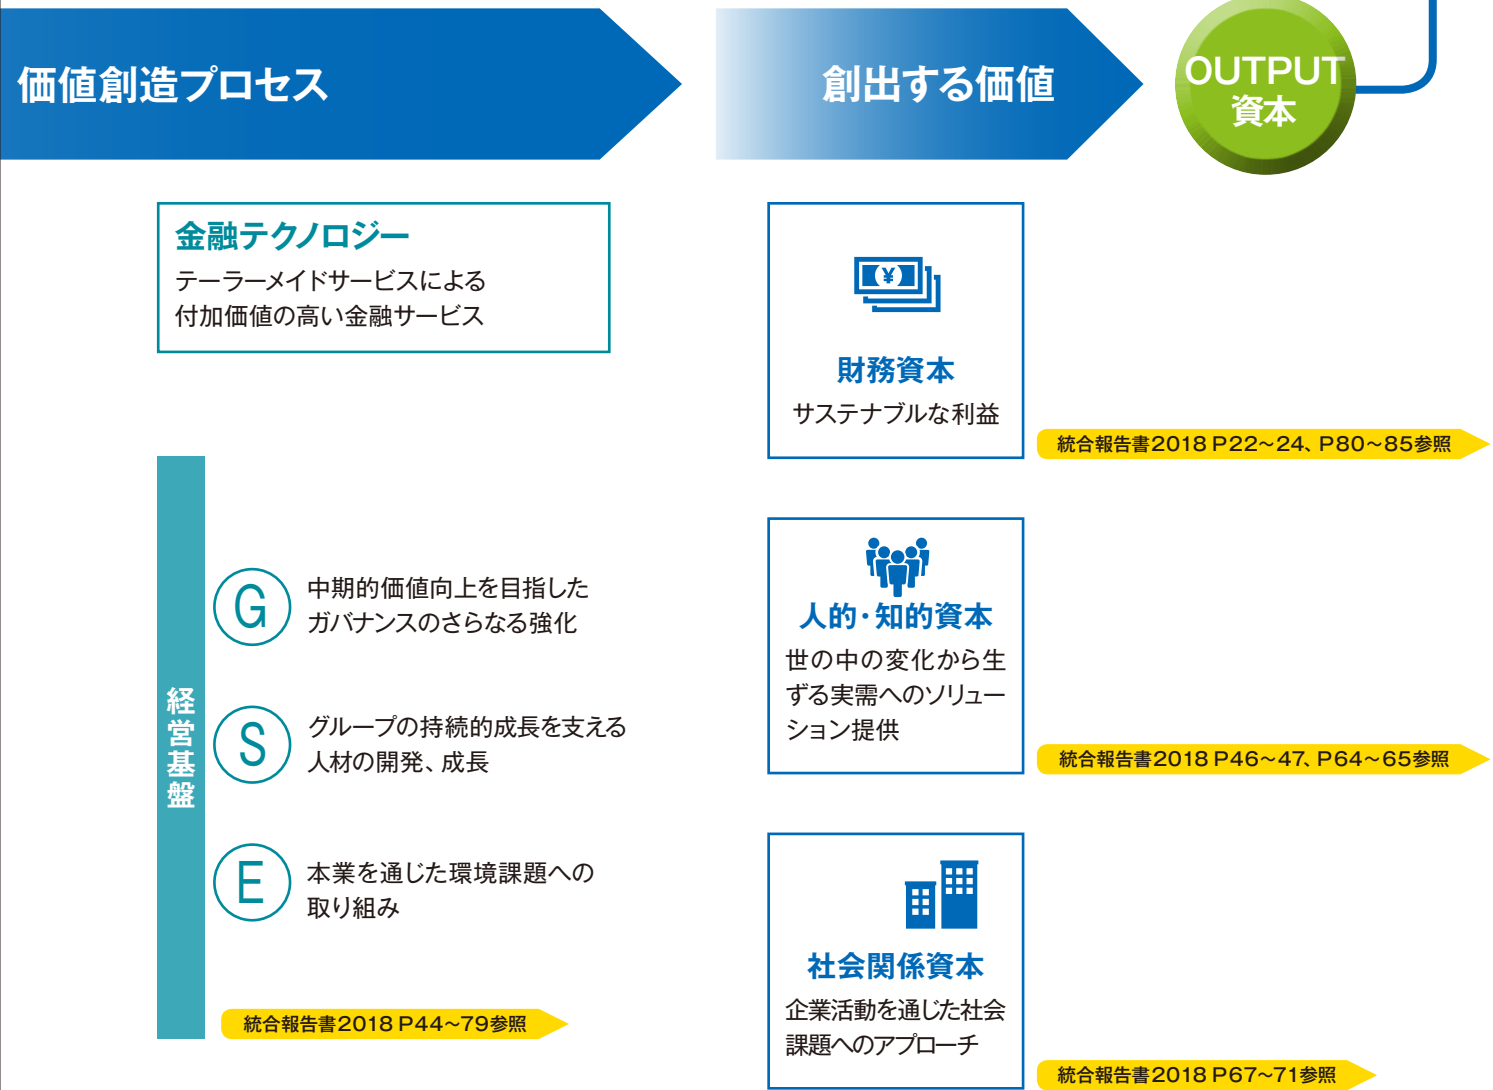 価値創造プロセス
創出する価値
OUTPUT
資本
金融テクノロジー
テーラーメイドサービスによる
付加価値の高い金融サービス
経営基盤
G
中期的価値向上を目指した
ガバナンスのさらなる強化
S
グループの持続的成長を支える
人材の開発、成長
E
本業を通じた環境課題への
取り組み
統合報告書2018 P44～79参照
¥
財務資本
サステナブルな利益
統合報告書2018 P22～24、P80～85参照
人的・知的資本
世の中の変化から生
ずる実需へのソリュー
ション提供
統合報告書2018 P46～47、P64～65参照
社会関係資本
企業活動を通じた社会
課題へのアプローチ
統合報告書2018 P67～71参照